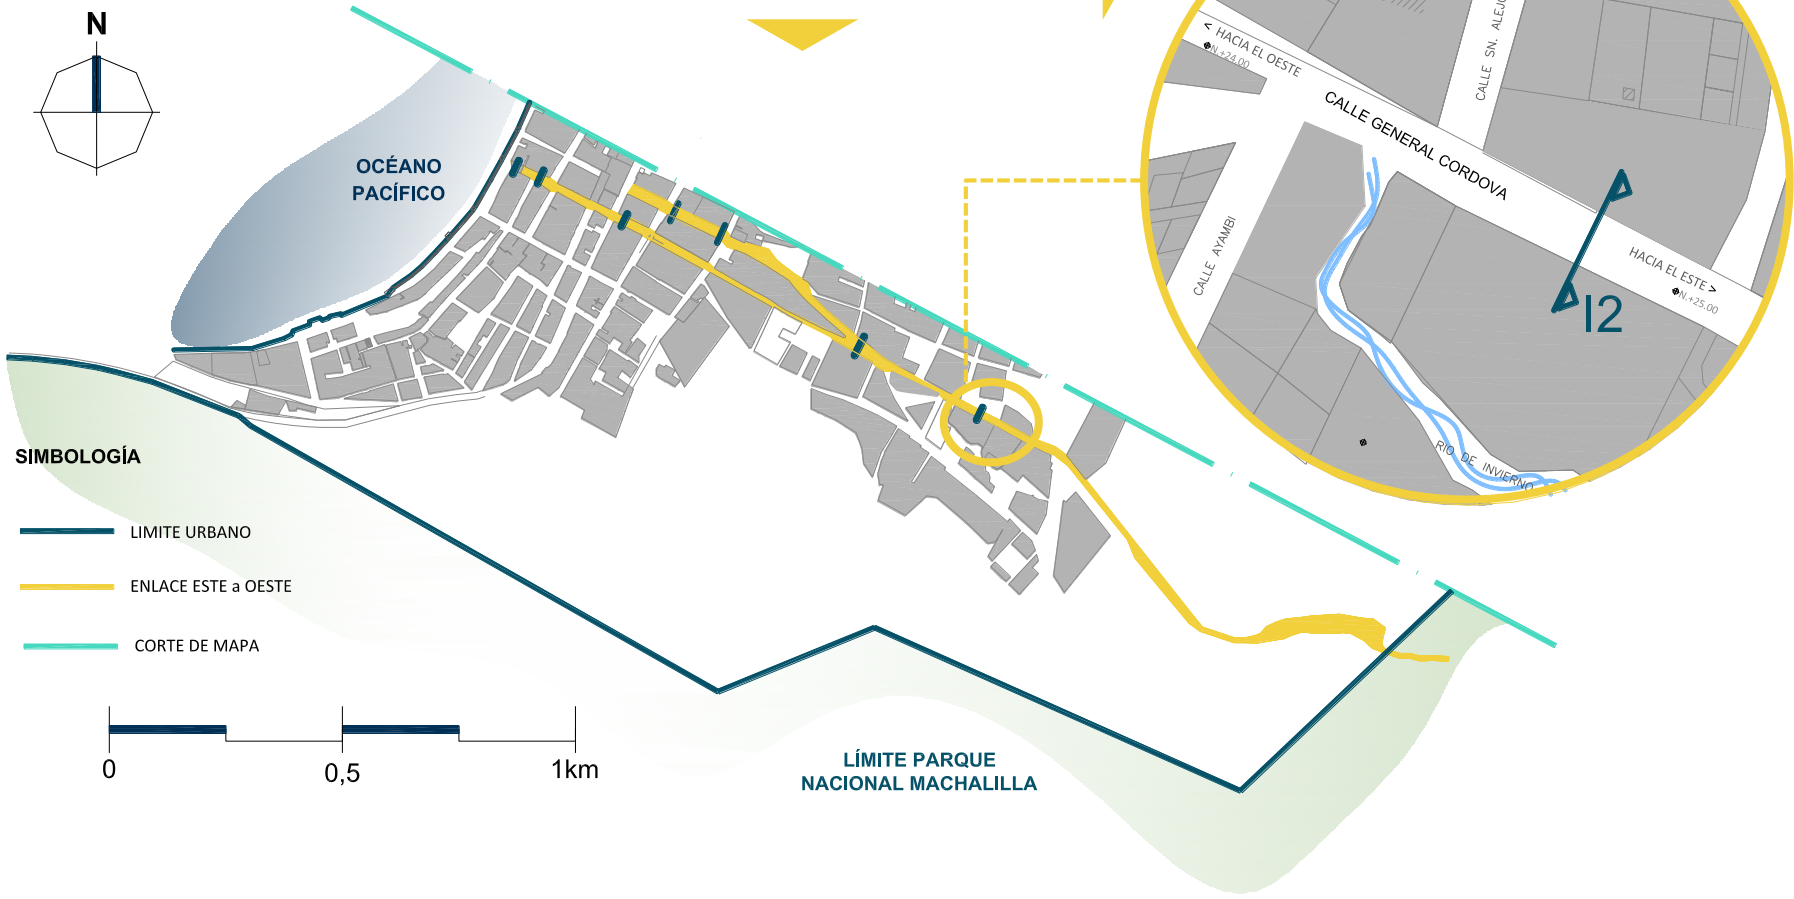 N
OCÉANO
PACÍFICO
SIMBOLOGÍA
LIMITE URBANO
ENLACE ESTE a OESTE
CORTE DE MAPA
0
0,5
1km
LÍMITE PARQUE
NACIONAL MACHALILLA
< HACIA EL OESTE
N.+24.00
CALLE SN. ALEJO
CALLE GENERAL CORDOVA
CALLE AYAMBI
HACIA EL ESTE >
N.+25.00
I2
RIO DE INVIERNO